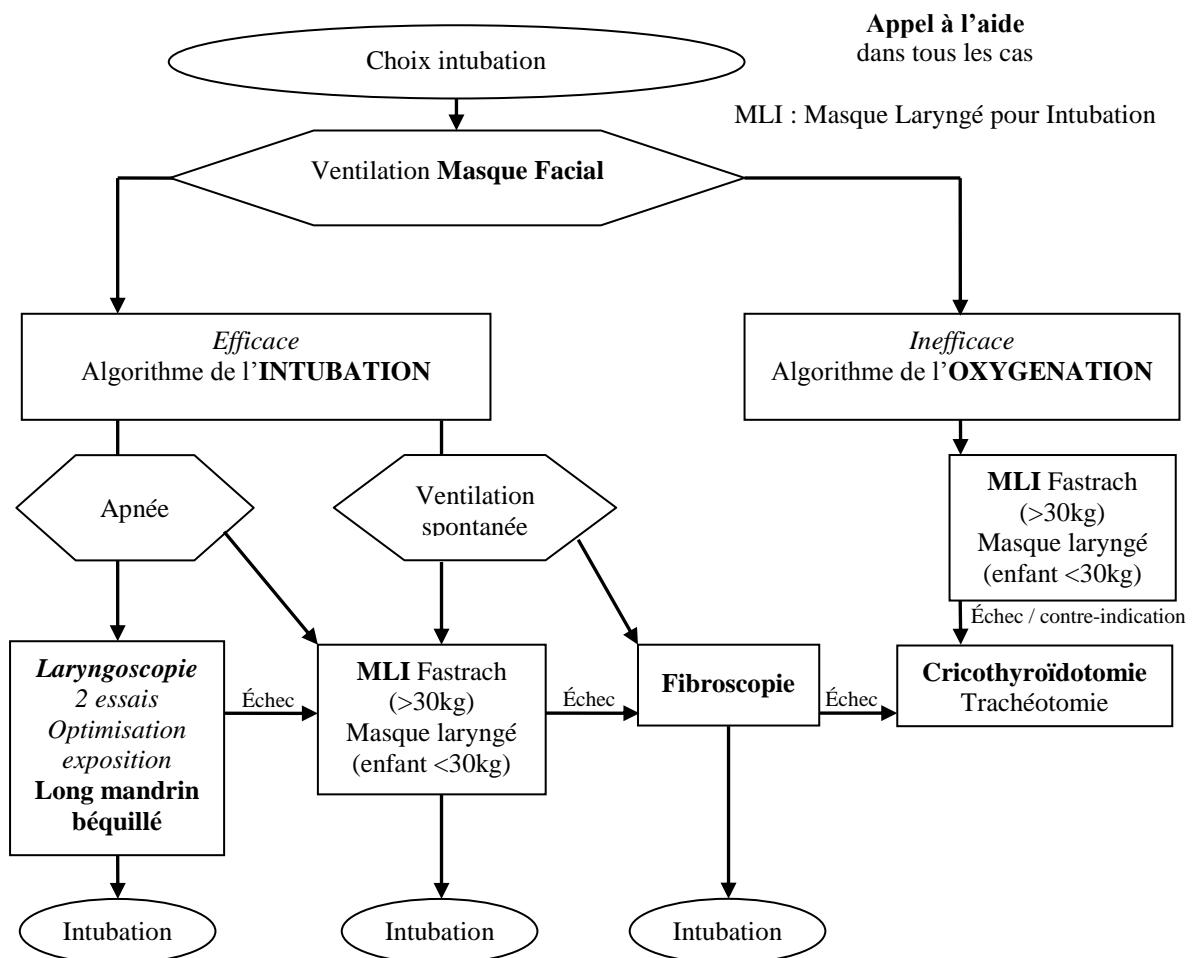 Appel à l'aide
dans tous les cas
Choix intubation
MLI : Masque Laryngé pour Intubation
Ventilation Masque Facial
Efficace
Algorithme de l'INTUBATION
Inefficace
Algorithme de l'OXYGENATION
Apnée
Ventilation
spontanée
MLI Fastrach
(>30kg)
Masque laryngé
(enfant <30kg)
Échec / contre-indication
Laryngoscopie
2 essais
Optimisation
exposition
Long mandrin
béquillé
Échec
MLI Fastrach
(>30kg)
Masque laryngé
(enfant <30kg)
Échec
Fibroscopie
Échec
Cricothyroïdotomie
Trachéotomie
Intubation
Intubation
Intubation